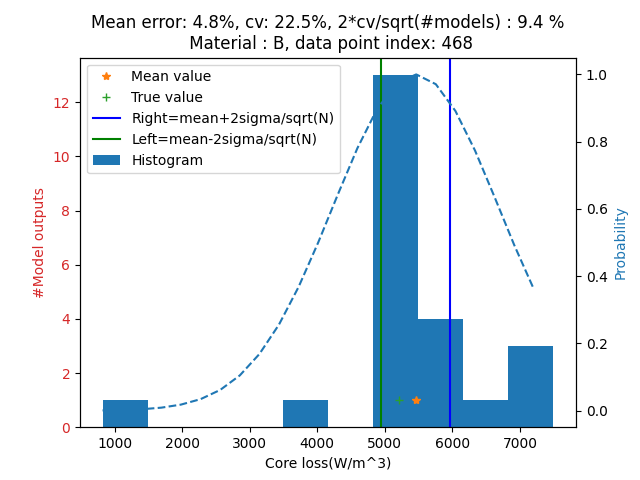 Mean error: 4.8%, cv: 22.5%, 2*cv/sqrt(#models) : 9.4 %
Material : B, data point index: 468
Mean value
True value
Right=mean+2sigma/sqrt(N)
Left=mean-2sigma/sqrt(N)
Histogram
#Model outputs
0
2
4
6
8
10
12
1000 2000 3000 4000 5000 6000 7000
Core loss(W/m^3)
0.0
0.2
0.4
0.6
0.8
1.0
Probability